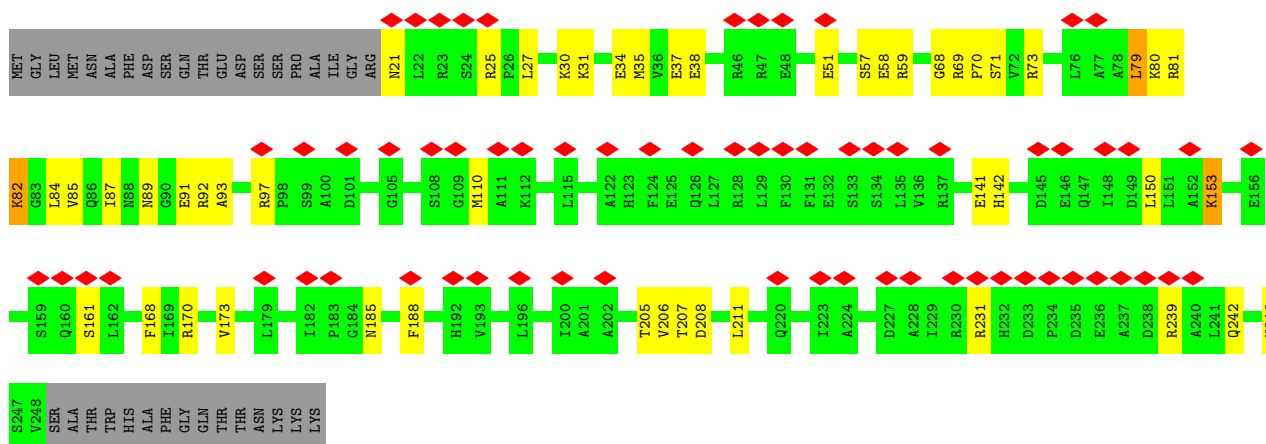 MET GLY LEU MET ASN ALA PHE ASP SER GLN THR GLU ASP SER SER PRO ALA ILE GLY ARG N21 L22 R23 S24 R25 P26 L27 K30 K31 E34 M35 V36 E37 E38 R46 R47 E48 E51 S57 E58 R59 G68 R69 P70 S71 V72 R73 L76 A77 A78 L79 K80 R81
K82 G83 L84 V85 Q86 I87 N88 N89 G90 E91 R92 A93 R97 P98 S99 A100 D101 G105 S108 G109 M110 A111 K112 L115 A122 H123 F124 E125 Q126 L127 R128 L129 F130 F131 E132 S133 S134 L135 V136 R137 E141 H142 D145 E146 Q147 I148 D149 L150 L151 A152 K153 E156
S159 Q160 S161 L162 F168 I169 R170 V173 L179 I182 P183 G184 N185 F188 H192 V193 L196 I200 A201 A202 T205 V206 T207 D208 L211 Q220 I223 A224 D227 A228 I229 R230 R231 H232 D233 P234 D235 E236 A237 D238 R239 A240 L241 Q242
S247 V248 SER ALA THR TRP HIS ALA PHE GLY GLN THR THR ASN LYS LYS LYS